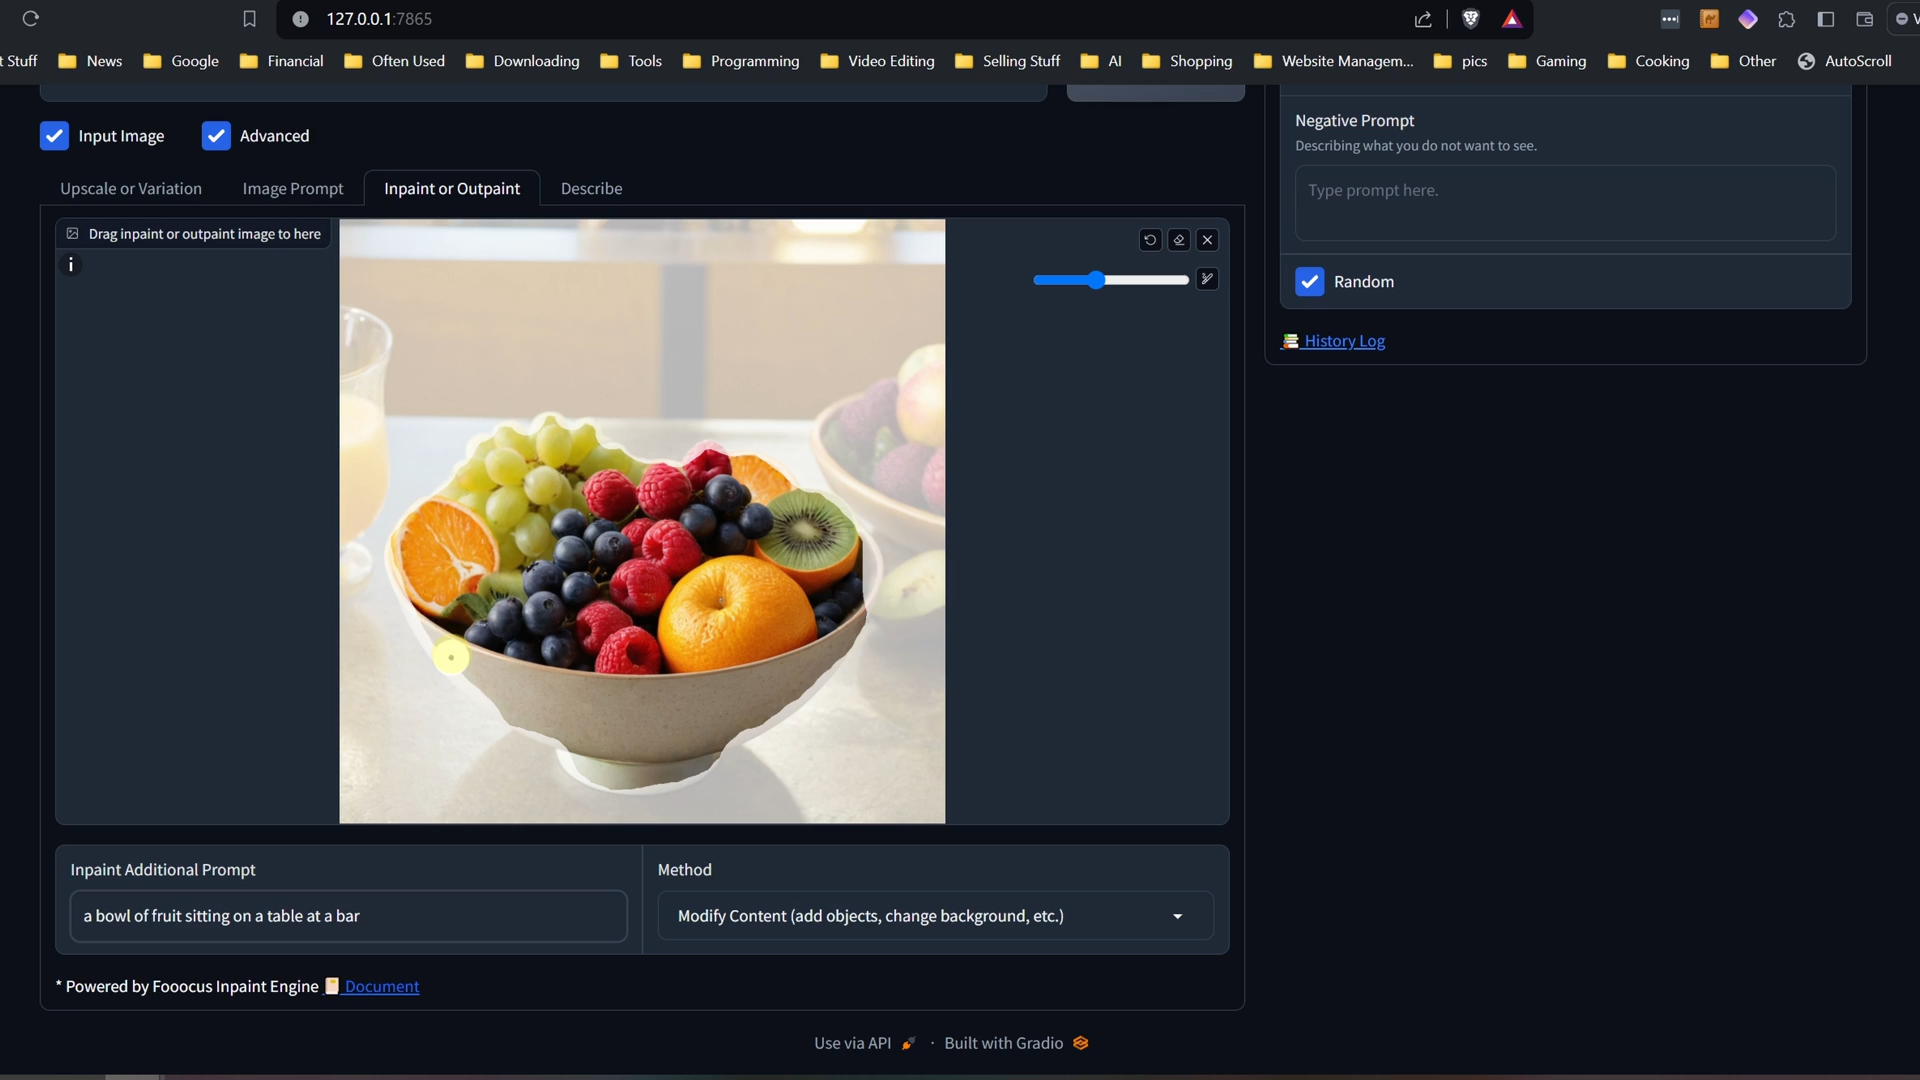 127.0.0.1:7865
t Stuff News Google Financial Often Used Downloading Tools Programming Video Editing Selling Stuff AI Shopping Website Managem... pics Gaming Cooking Other AutoScroll
Input Image Advanced
Upscale or Variation Image Prompt Inpaint or Outpaint Describe
Drag inpaint or outpaint image to here
i
Inpaint Additional Prompt
a bowl of fruit sitting on a table at a bar
Method
Modify Content (add objects, change background, etc.)
* Powered by Fooocus Inpaint Engine Document
Negative Prompt
Describing what you do not want to see.
Type prompt here.
Random
History Log
Use via API · Built with Gradio